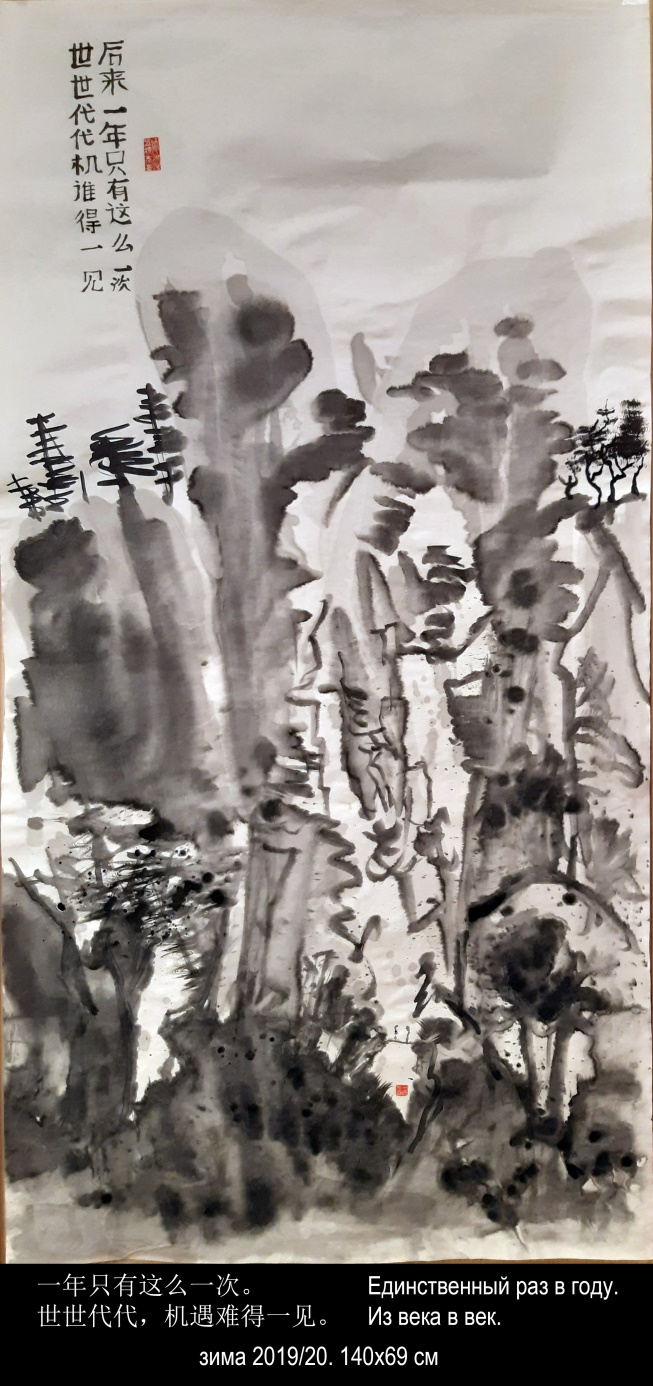 后来一年只有这么一次
世世代代机谁得一见
一年只有这么一次。
世世代代，机遇难得一见。
Единственный раз в году.
Из века в век.
зима 2019/20. 140х69 см